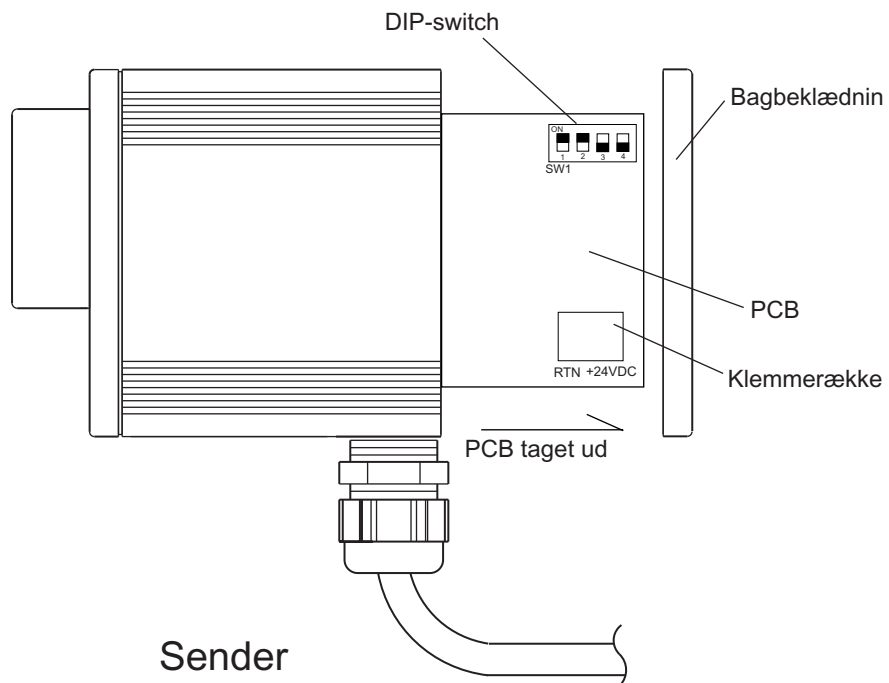 DIP-switch
Bagbeklædnin
ON
1 2 3 4
SW1
PCB
RTN +24VDC
Klemmerække
PCB taget ud
Sender